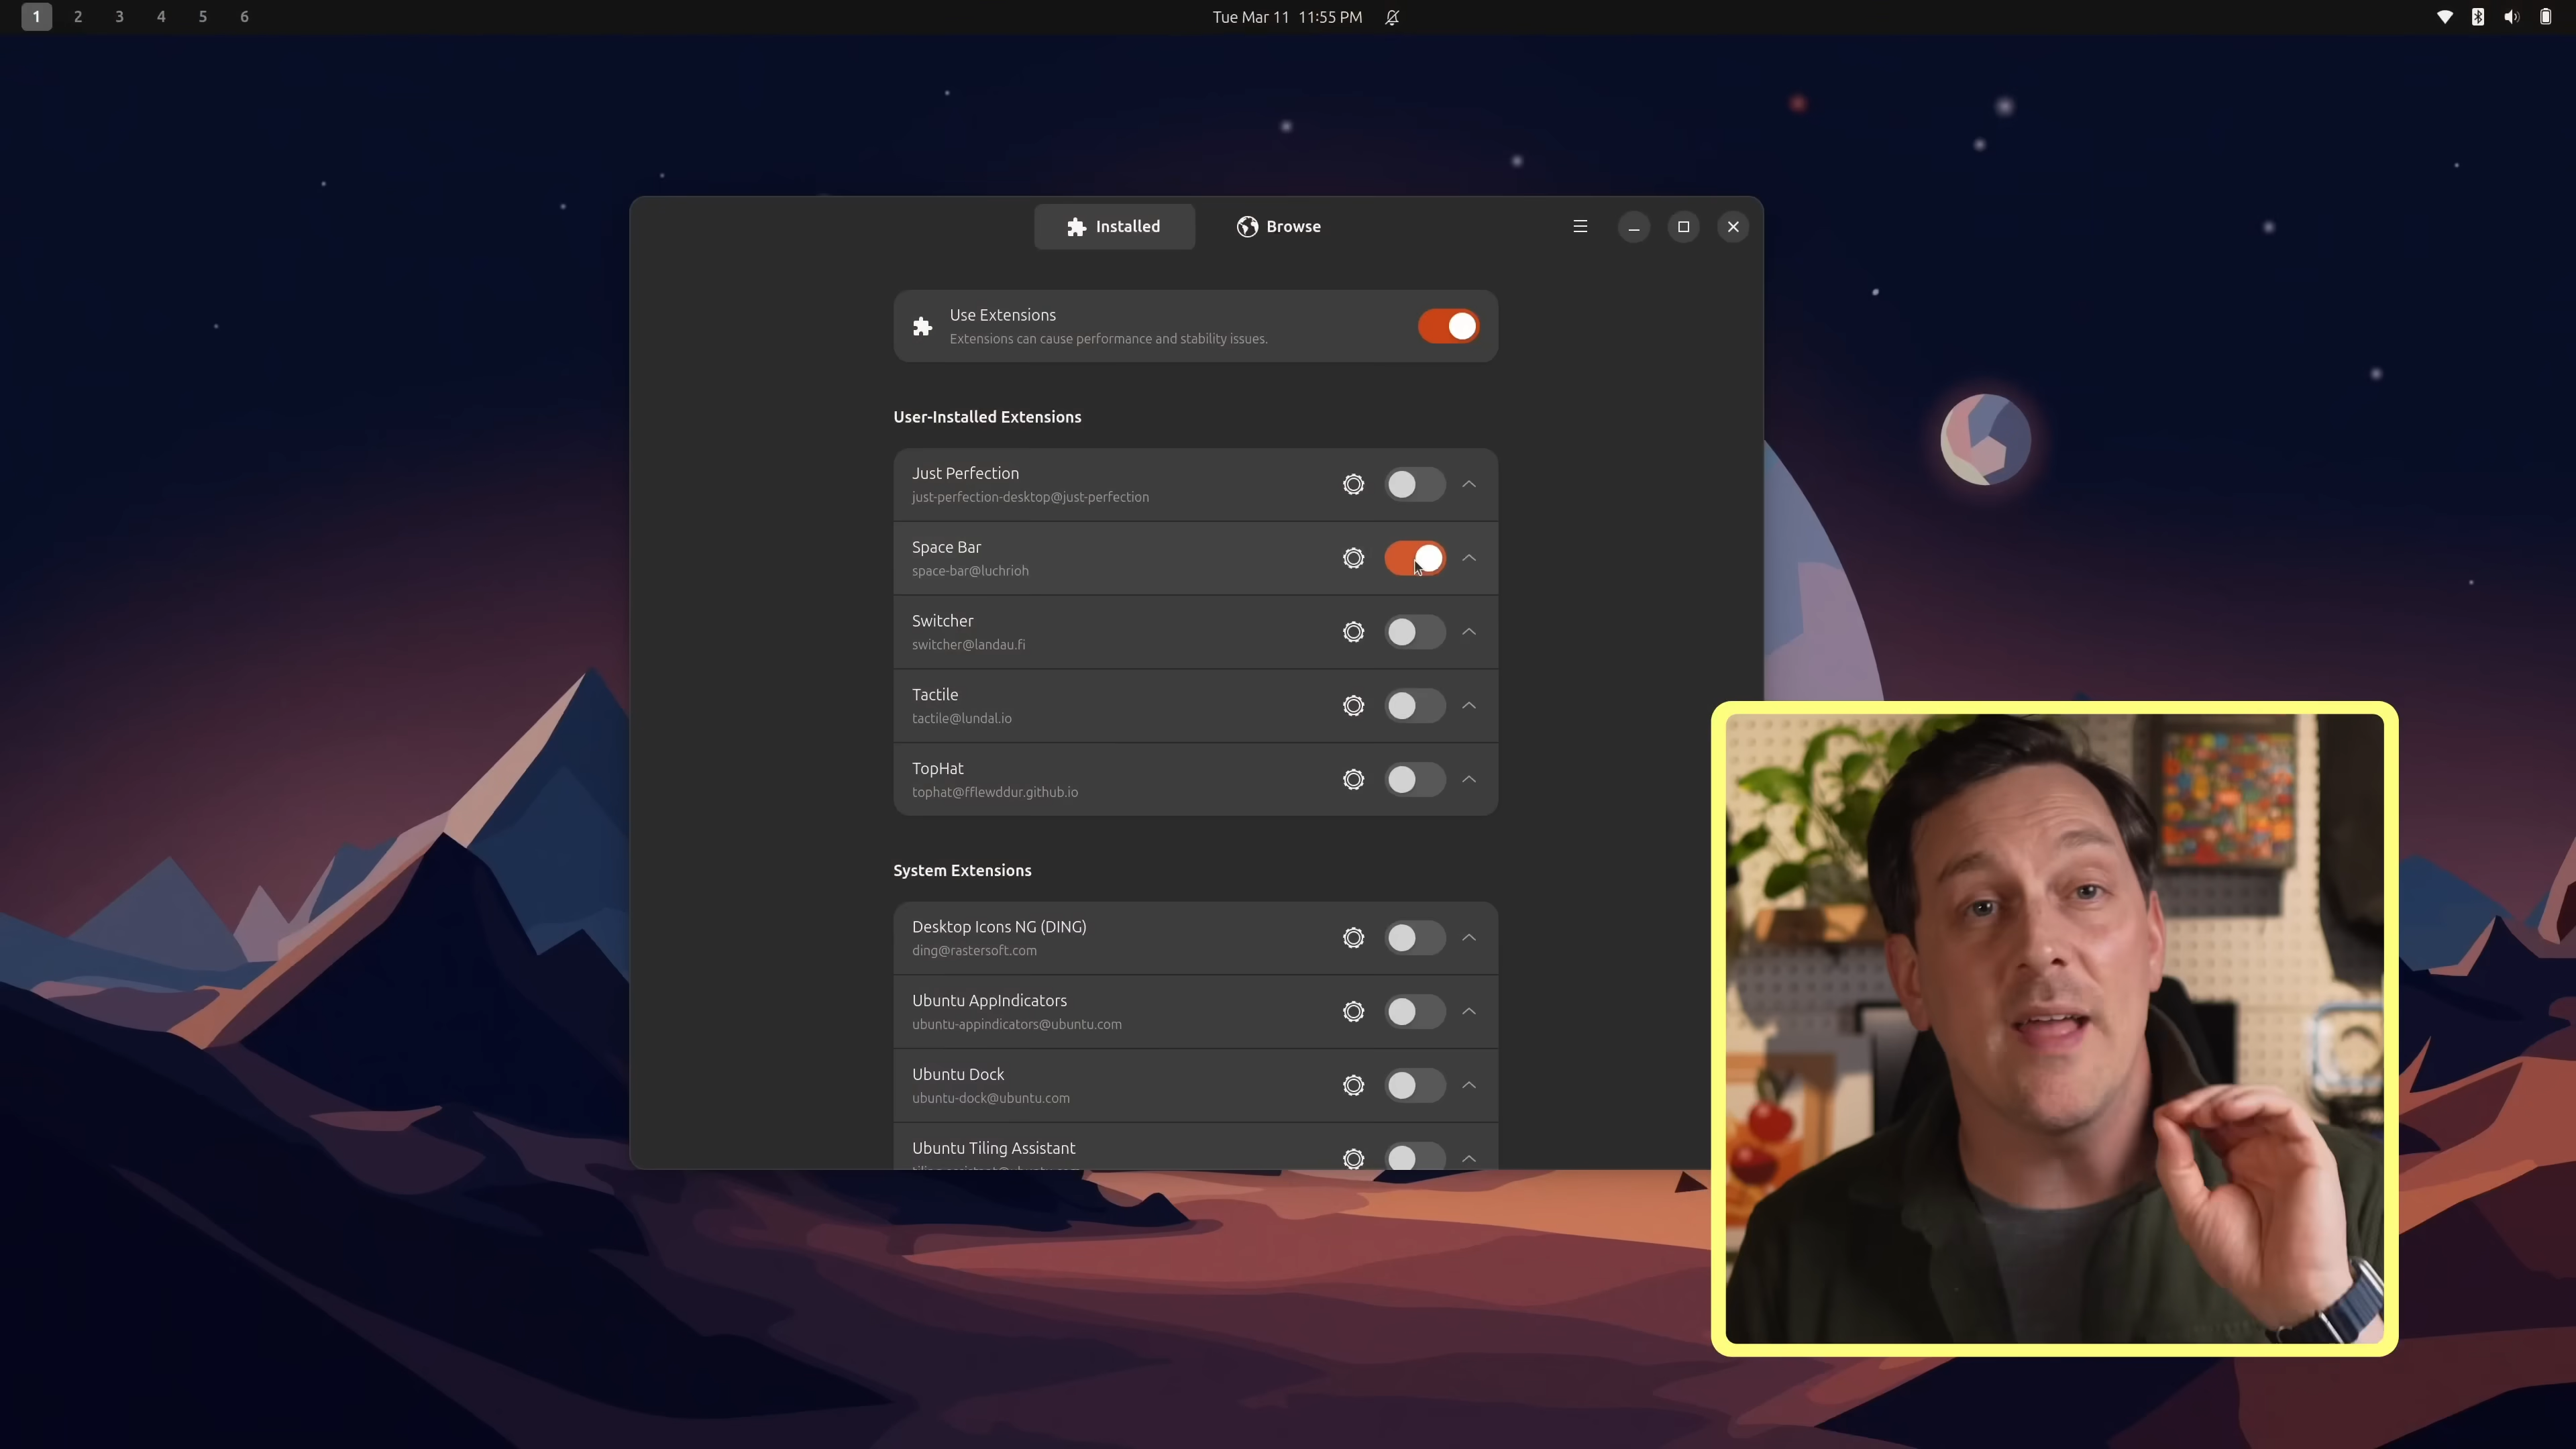 1 2 3 4 5 6
Tue Mar 11 11:55 PM
Installed
Browse
Use Extensions
Extensions can cause performance and stability issues.
User-Installed Extensions
Just Perfection
just-perfection-desktop@just-perfection
Space Bar
space-bar@luchrioh
Switcher
switcher@landau.fi
Tactile
tactile@lundal.io
TopHat
tophat@fflewddur.github.io
System Extensions
Desktop Icons NG (DING)
ding@rastersoft.com
Ubuntu AppIndicators
ubuntu-appindicators@ubuntu.com
Ubuntu Dock
ubuntu-dock@ubuntu.com
Ubuntu Tiling Assistant